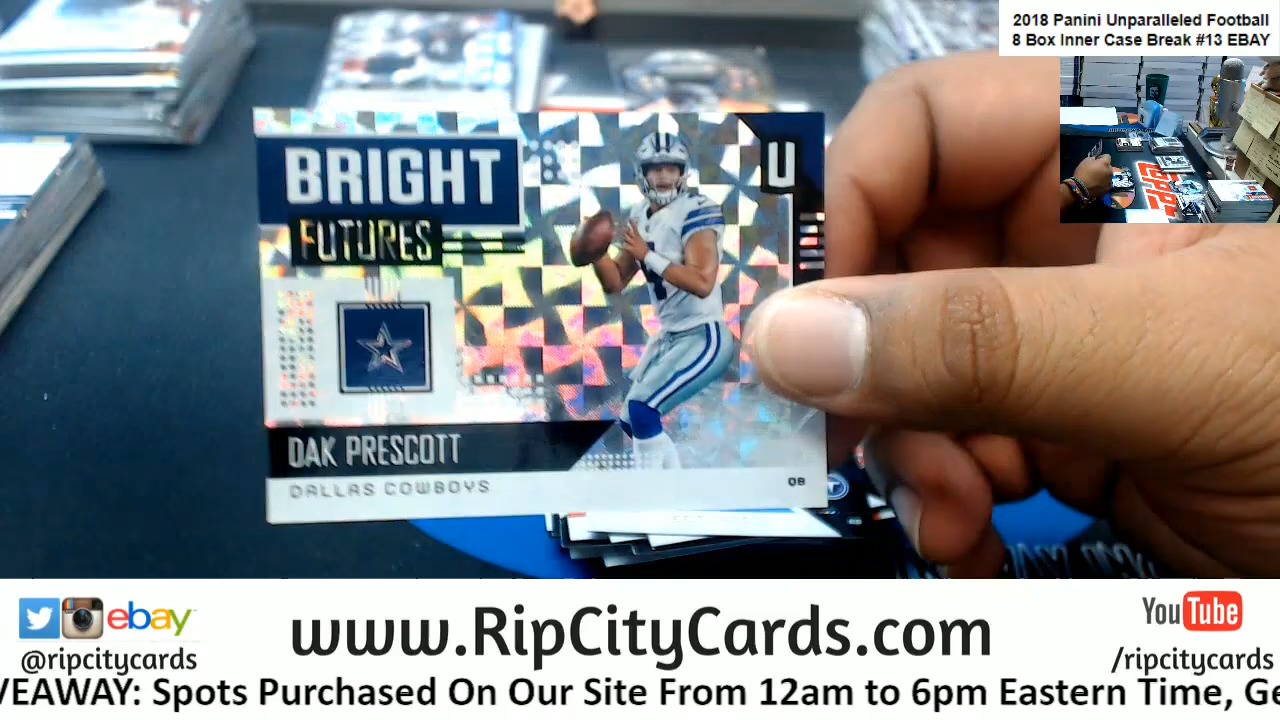 2018 Panini Unparalleled Football
8 Box Inner Case Break #13 EBAY
BRIGHT
FUTURES
U
DAK PRESCOTT
DALLAS COWBOYS
QB
ebay
@ripcitycards
www.RipCityCards.com
YouTube
/ripcitycards
VEAWAY: Spots Purchased On Our Site From 12am to 6pm Eastern Time, Ge